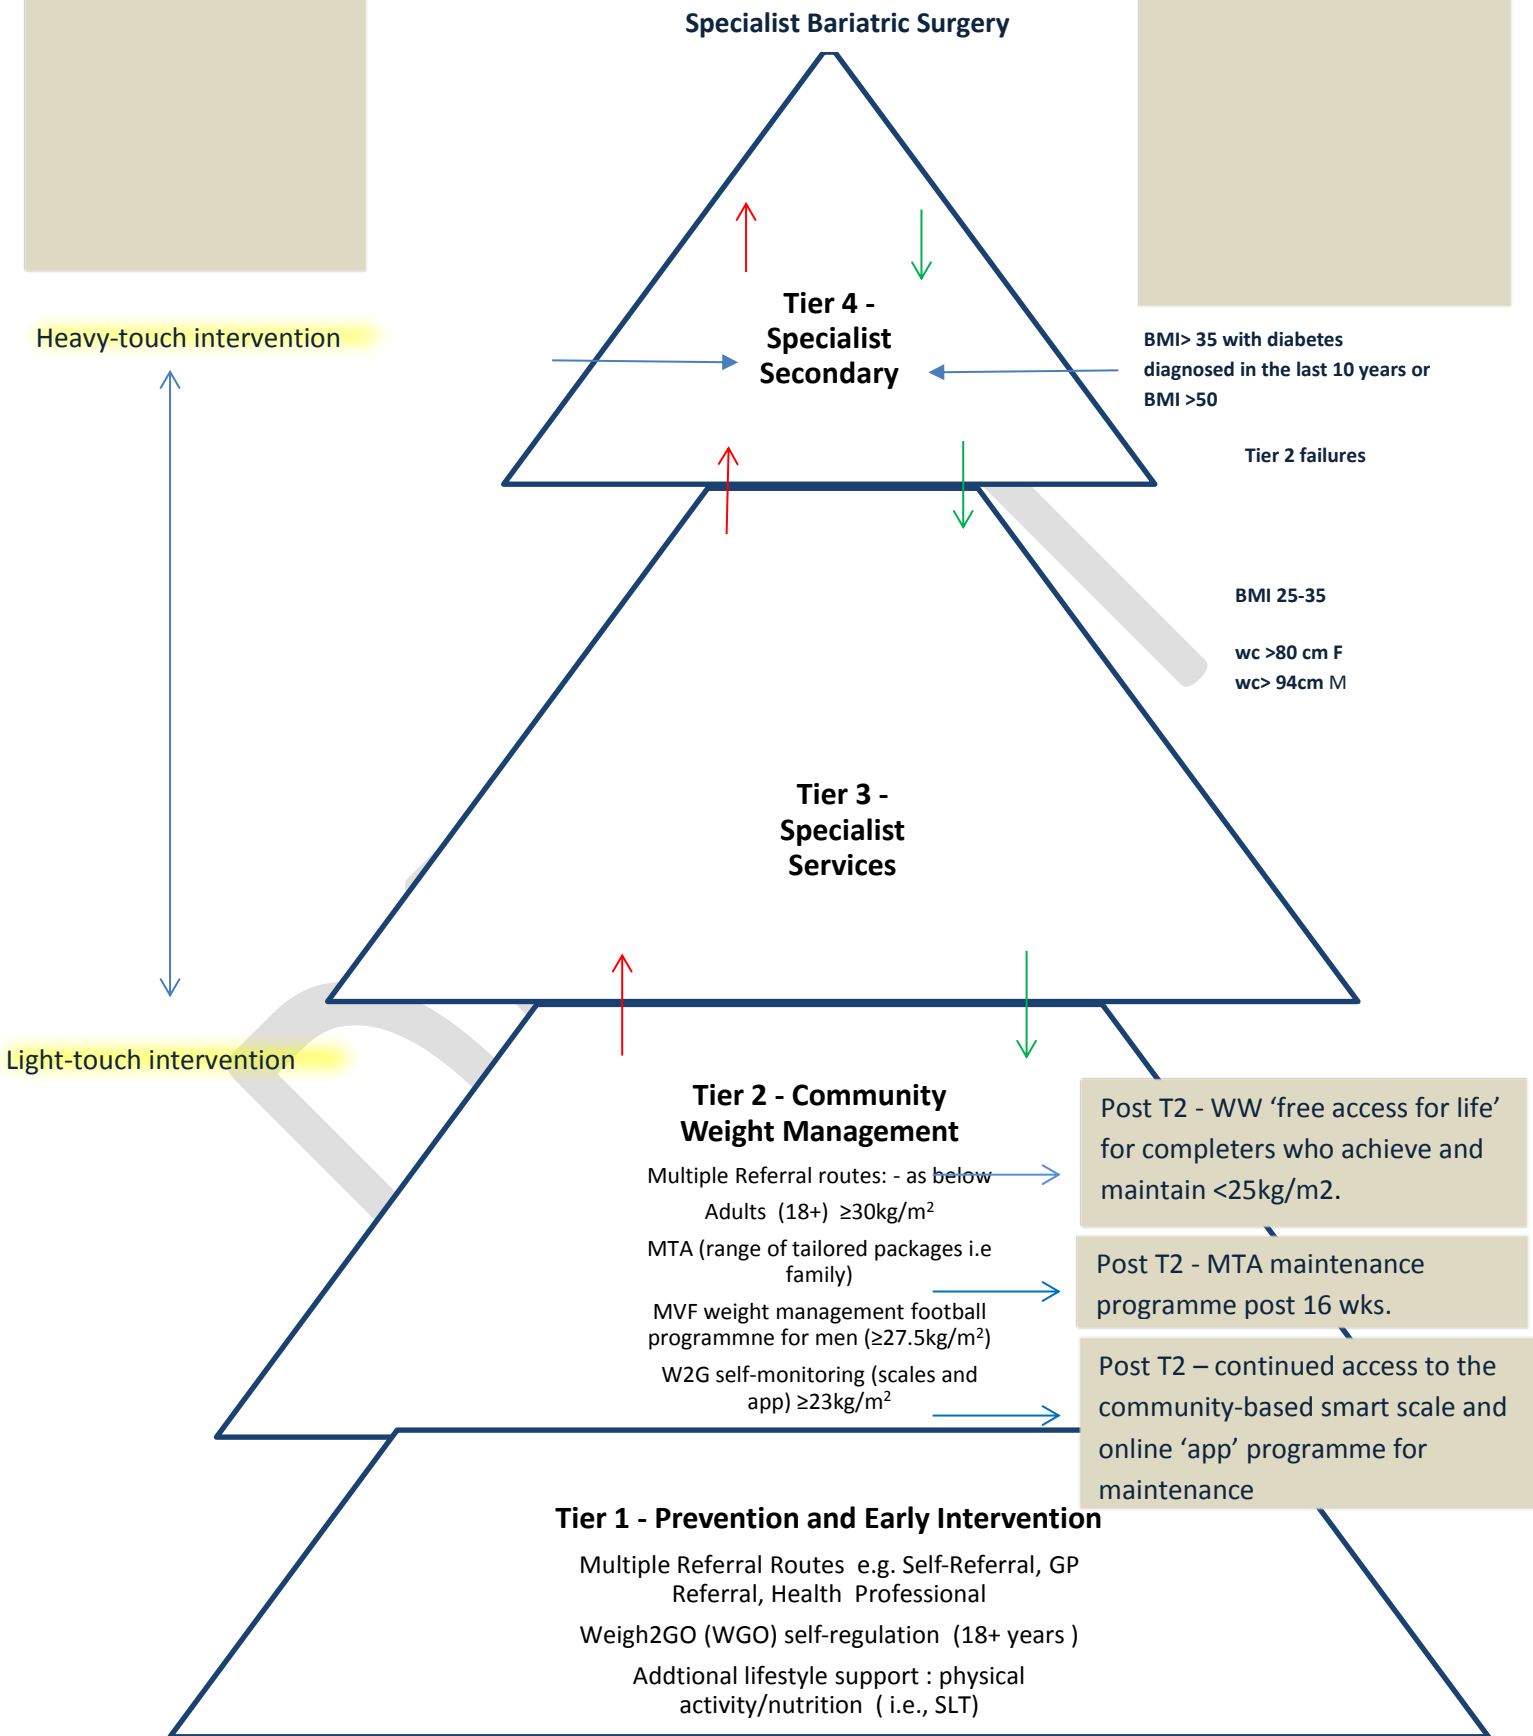 Specialist Bariatric Surgery
Tier 4 -
Specialist
Secondary
Heavy-touch intervention
BMI> 35 with diabetes
diagnosed in the last 10 years or
BMI >50
Tier 2 failures
BMI 25-35
wc >80 cm F
wc> 94cm M
Tier 3 -
Specialist
Services
Light-touch intervention
Tier 2 - Community
Weight Management
Multiple Referral routes: - as below
Adults (18+) ≥30kg/m²
MTA (range of tailored packages i.e
family)
MVF weight management football
programmne for men (≥27.5kg/m²)
W2G self-monitoring (scales and
app) ≥23kg/m²
Post T2 - WW ‘free access for life’
for completers who achieve and
maintain <25kg/m2.
Post T2 - MTA maintenance
programme post 16 wks.
Post T2 – continued access to the
community-based smart scale and
online ‘app’ programme for
maintenance
Tier 1 - Prevention and Early Intervention
Multiple Referral Routes e.g. Self-Referral, GP
Referral, Health Professional
Weigh2GO (WGO) self-regulation (18+ years )
Addtional lifestyle support : physical
activity/nutrition ( i.e., SLT)